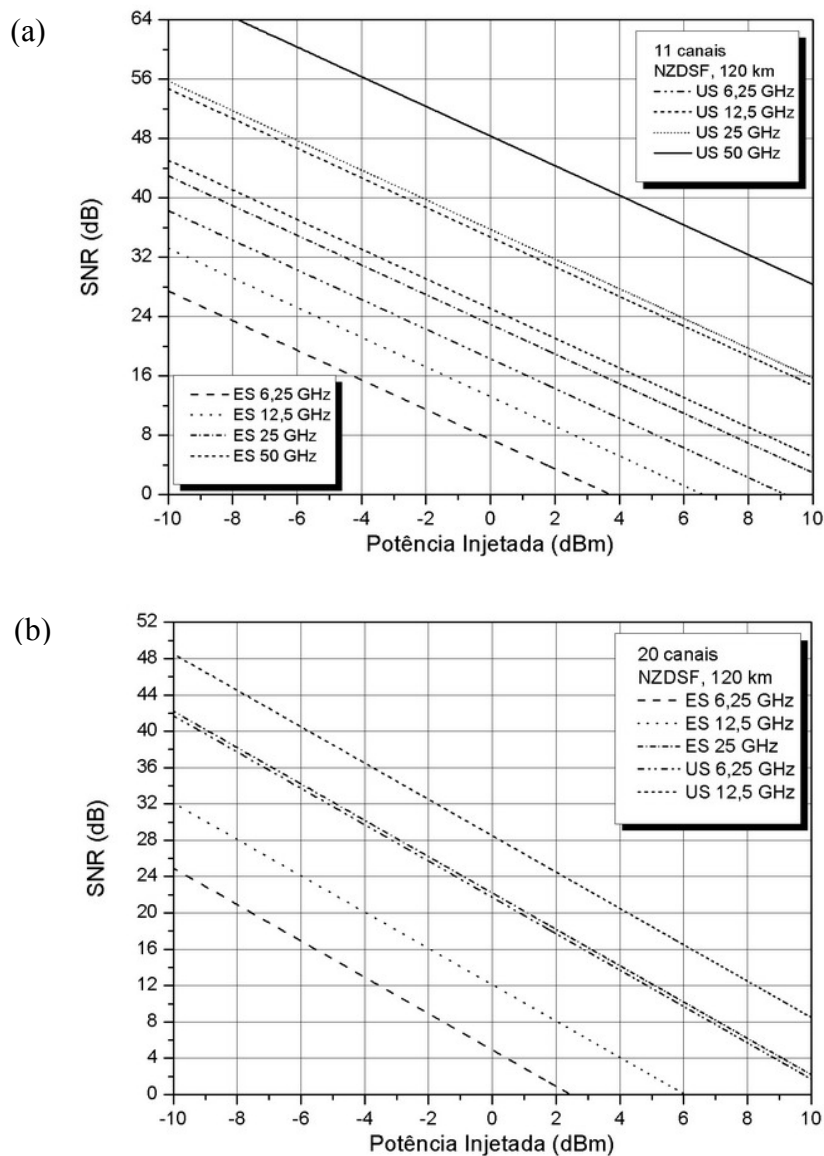 (a)
64
56
48
40
32
24
16
8
0
SNR (dB)
11 canais
NZDSF, 120 km
US 6,25 GHz
US 12,5 GHz
US 25 GHz
US 50 GHz
ES 6,25 GHz
ES 12,5 GHz
ES 25 GHz
ES 50 GHz
-10 -8 -6 -4 -2 0 2 4 6 8 10
Potência Injetada (dBm)
(b)
52
48
44
40
36
32
28
24
20
16
12
8
4
0
SNR (dB)
20 canais
NZDSF, 120 km
ES 6,25 GHz
ES 12,5 GHz
ES 25 GHz
US 6,25 GHz
US 12,5 GHz
-10 -8 -6 -4 -2 0 2 4 6 8 10
Potência Injetada (dBm)